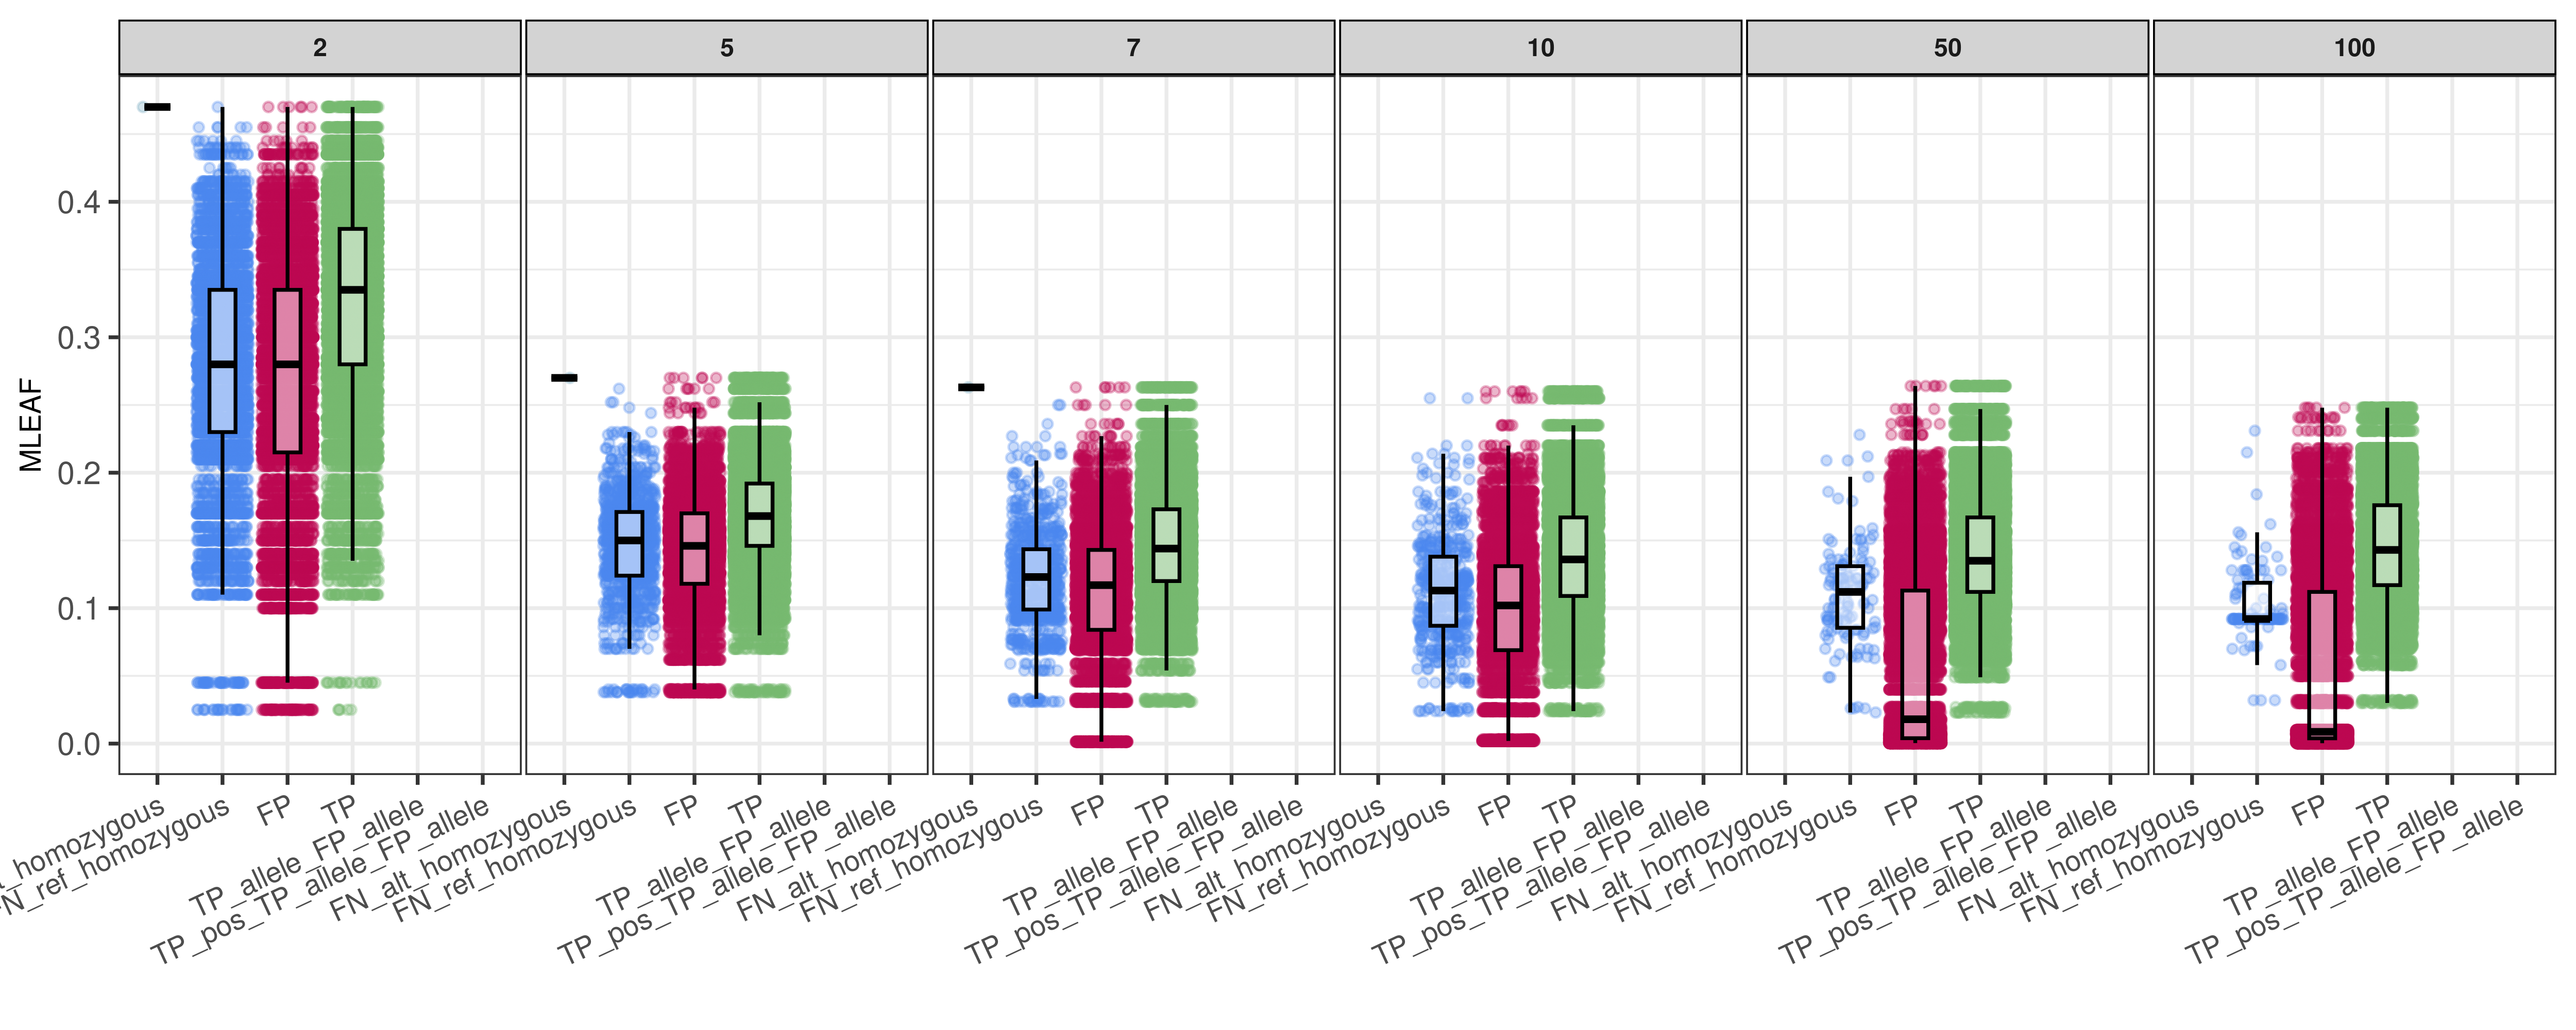 2 5 7 10 50 100
MLEAF
0.4
0.3
0.2
0.1
0.0
t_homozygous N_ref_homozygous FP TP TP_allele_FP_allele TP_pos_TP_allele_FP_allele
FN_alt_homozygous FN_ref_homozygous FP TP TP_allele_FP_allele TP_pos_TP_allele_FP_allele
FN_alt_homozygous FN_ref_homozygous FP TP TP_allele_FP_allele TP_pos_TP_allele_FP_allele
FN_alt_homozygous FN_ref_homozygous FP TP TP_allele_FP_allele TP_pos_TP_allele_FP_allele
FN_alt_homozygous FN_ref_homozygous FP TP TP_allele_FP_allele TP_pos_TP_allele_FP_allele
FN_alt_homozygous FN_ref_homozygous FP TP TP_allele_FP_allele TP_pos_TP_allele_FP_allele